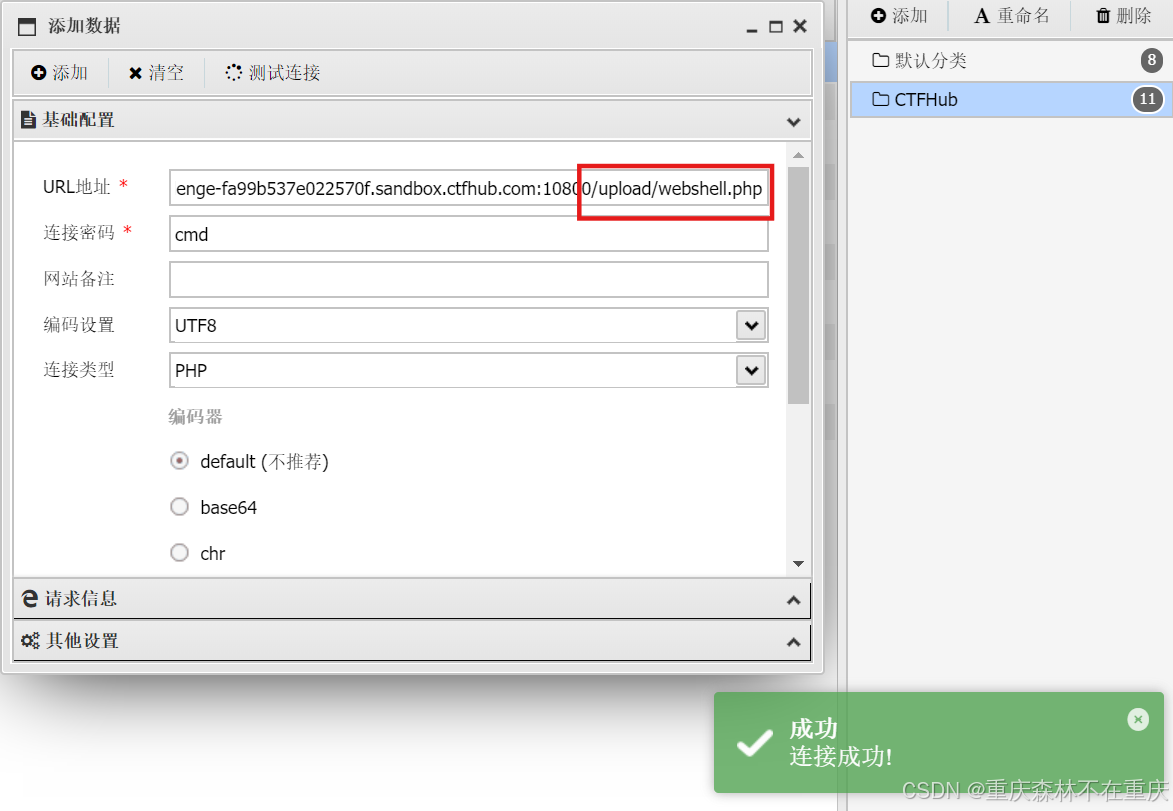 添加数据
添加 清空 测试连接
基础配置
URL地址 * enge-fa99b537e022570f.sandbox.ctfhub.com:10800/upload/webshell.php
连接密码 * cmd
网站备注
编码设置 UTF8
连接类型 PHP
编码器
default (不推荐)
base64
chr
请求信息
其他设置
添加 重命名 删除
默认分类 8
CTFHub 11
成功
连接成功!
CSDN @重庆森林不在重庆